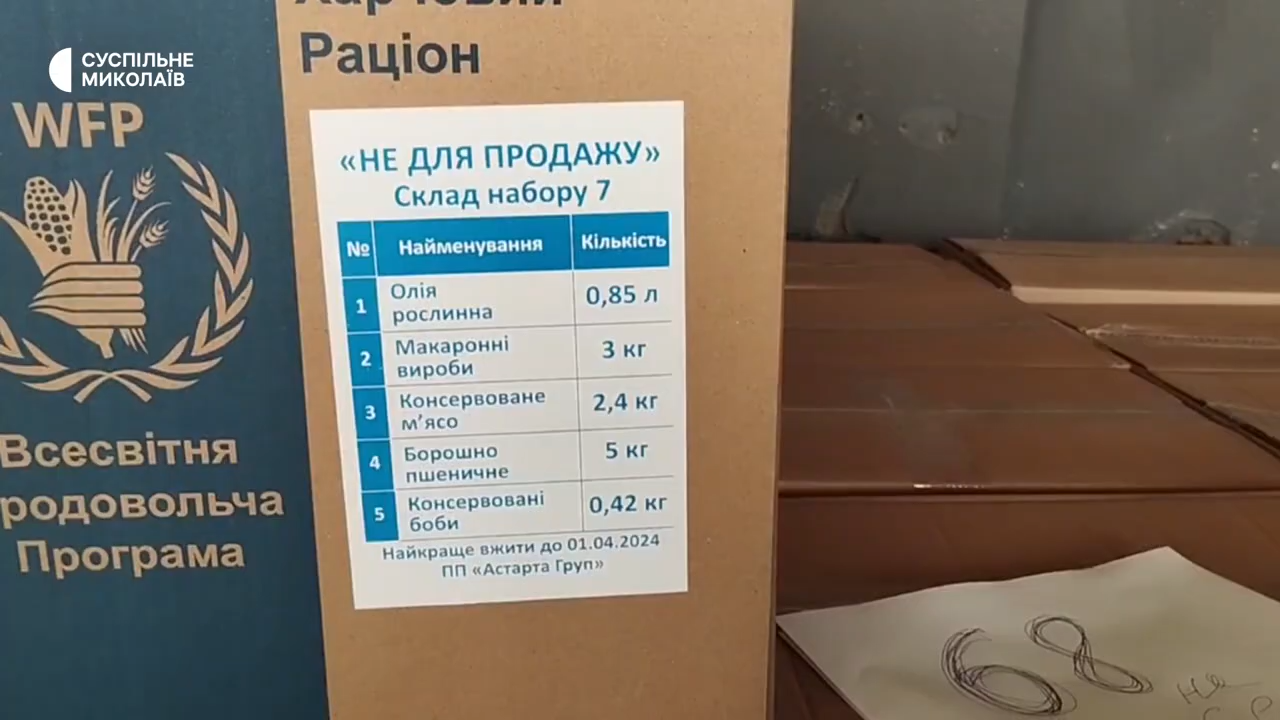 СУСПІЛЬНЕ
МИКОЛАЇВ
Раціон
WFP
«НЕ ДЛЯ ПРОДАЖУ»
Склад набору 7
№ Найменування Кількість
1 Олія рослинна 0,85 л
2 Макаронні вироби 3 кг
3 Консервоване м’ясо 2,4 кг
4 Борошно пшеничне 5 кг
5 Консервовані боби 0,42 кг
Найкраще вжити до 01.04.2024
ПП «Астарта Груп»
Всесвітня
родовольча
Програма
68
не